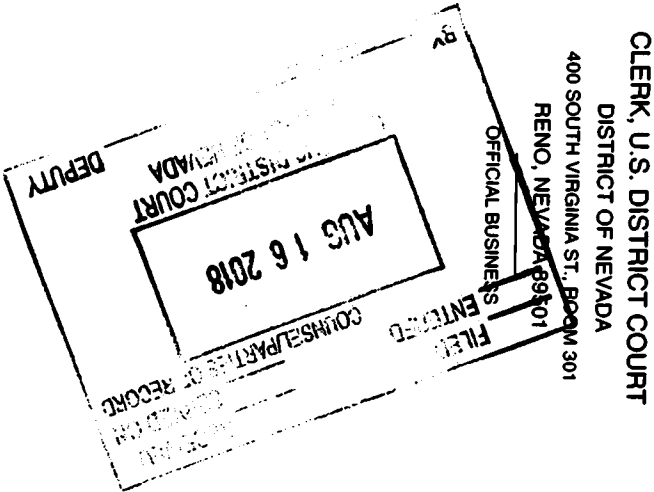 CLERK, U.S. DISTRICT COURT
DISTRICT OF NEVADA
400 SOUTH VIRGINIA ST., ROOM 301
RENO, NEVADA 89501
OFFICIAL BUSINESS
FILED
ENTERED
COUNSEL/PARTIES OF RECORD
AUG 16 2018
DISTRICT COURT
NEVADA
BY
DEPUTY